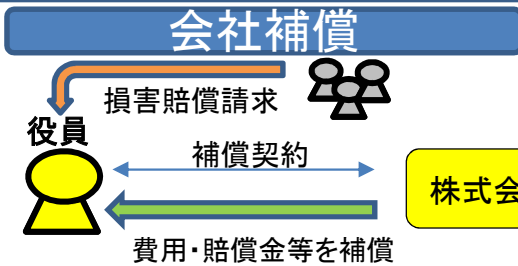 会社補償
損害賠償請求
役員
補償契約
株式会
費用・賠償金等を補償